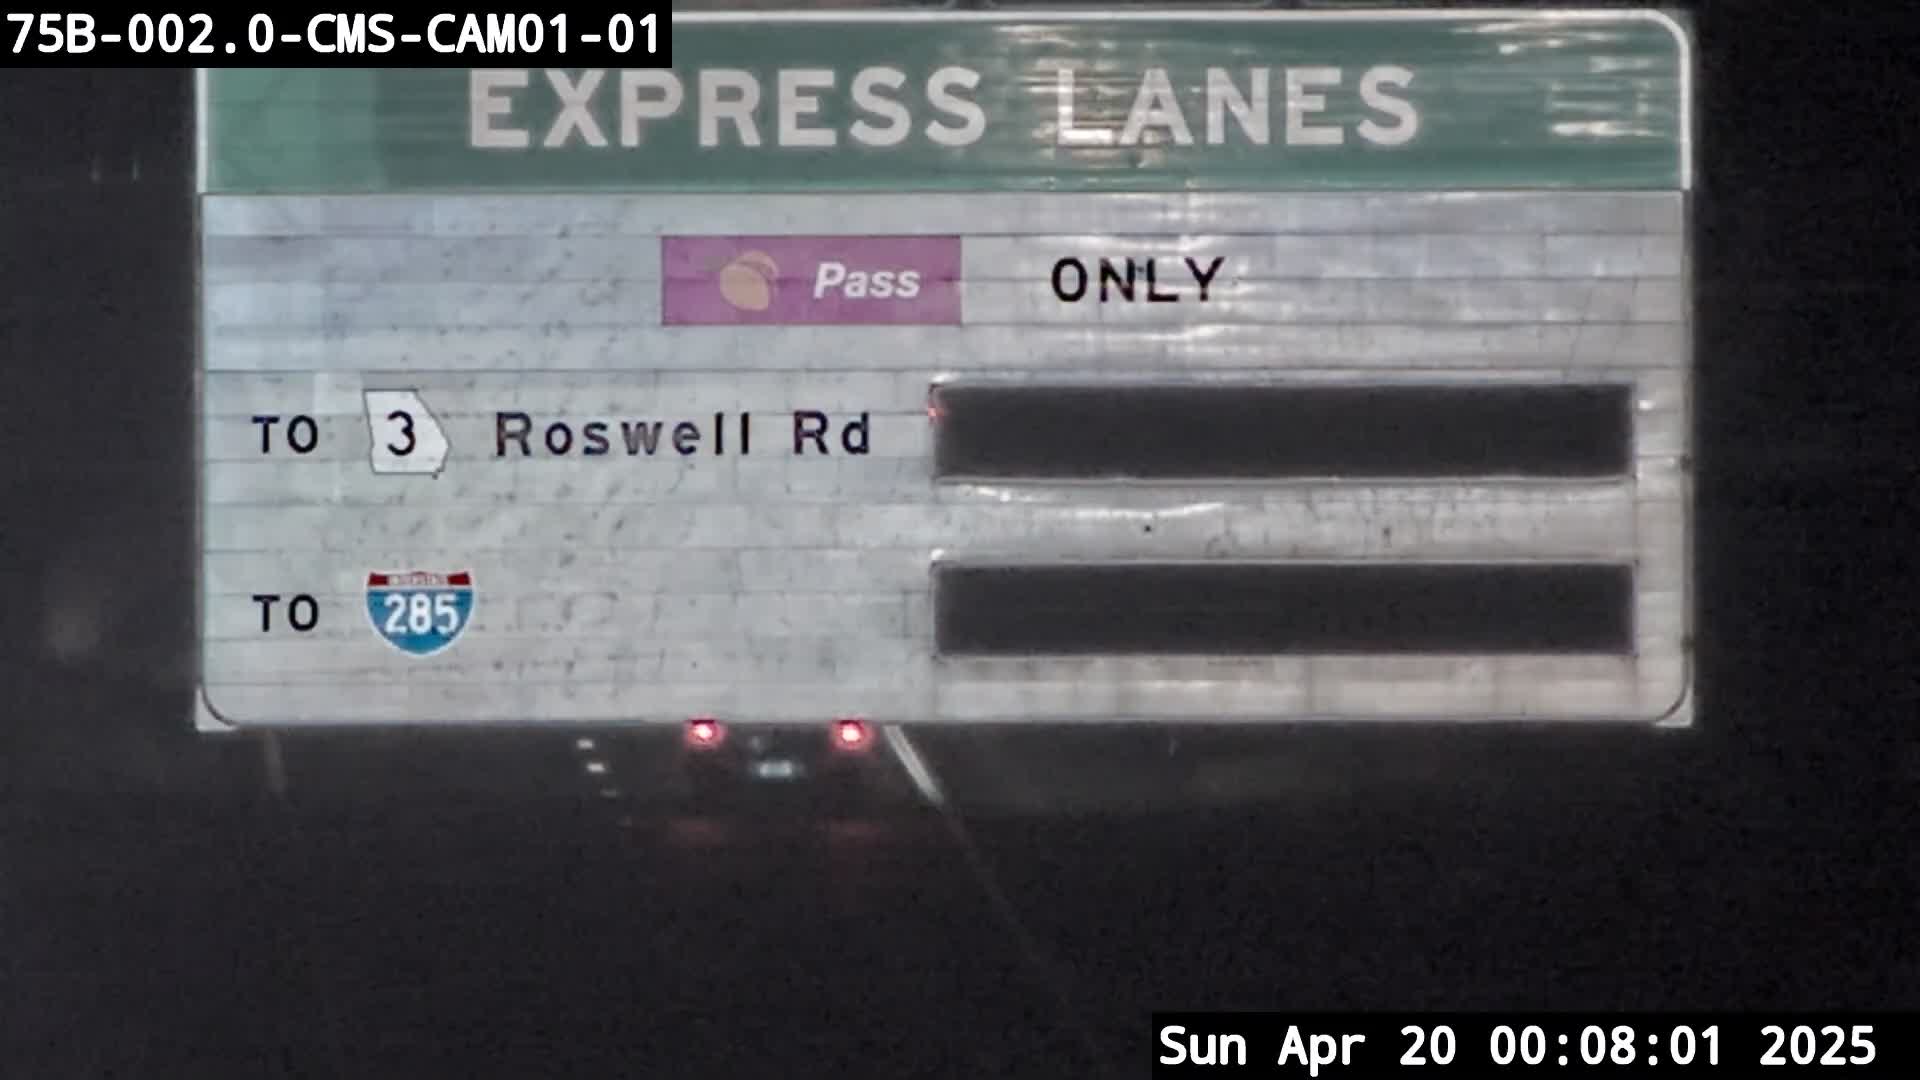 75B-002.0-CMS-CAM01-01
EXPRESS LANES
Pass ONLY
TO 3 Roswell Rd
TO 285
Sun Apr 20 00:08:01 2025